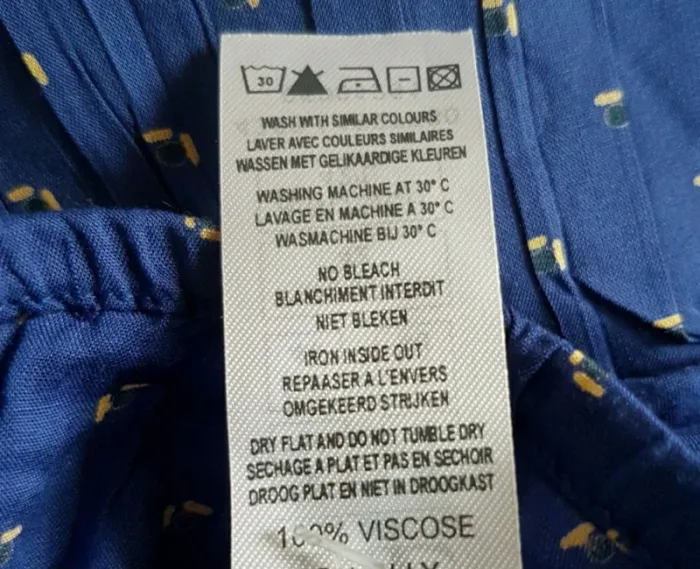 30
WASH WITH SIMILAR COLOURS
LAVER AVEC COULEURS SIMILAIRES
WASSEN MET GELIKAARDIGE KLEUREN
WASHING MACHINE AT 30° C
LAVAGE EN MACHINE A 30° C
WASMACHINE BIJ 30° C
NO BLEACH
BLANCHIMENT INTERDIT
NIET BLEKEN
IRON INSIDE OUT
REPAASER A L'ENVERS
OMGEKEERD STRIJKEN
DRY FLAT AND DO NOT TUMBLE DRY
SECHAGE A PLAT ET PAS EN SECHOIR
DROOG PLAT EN NIET IN DROOGKAST
100% VISCOSE